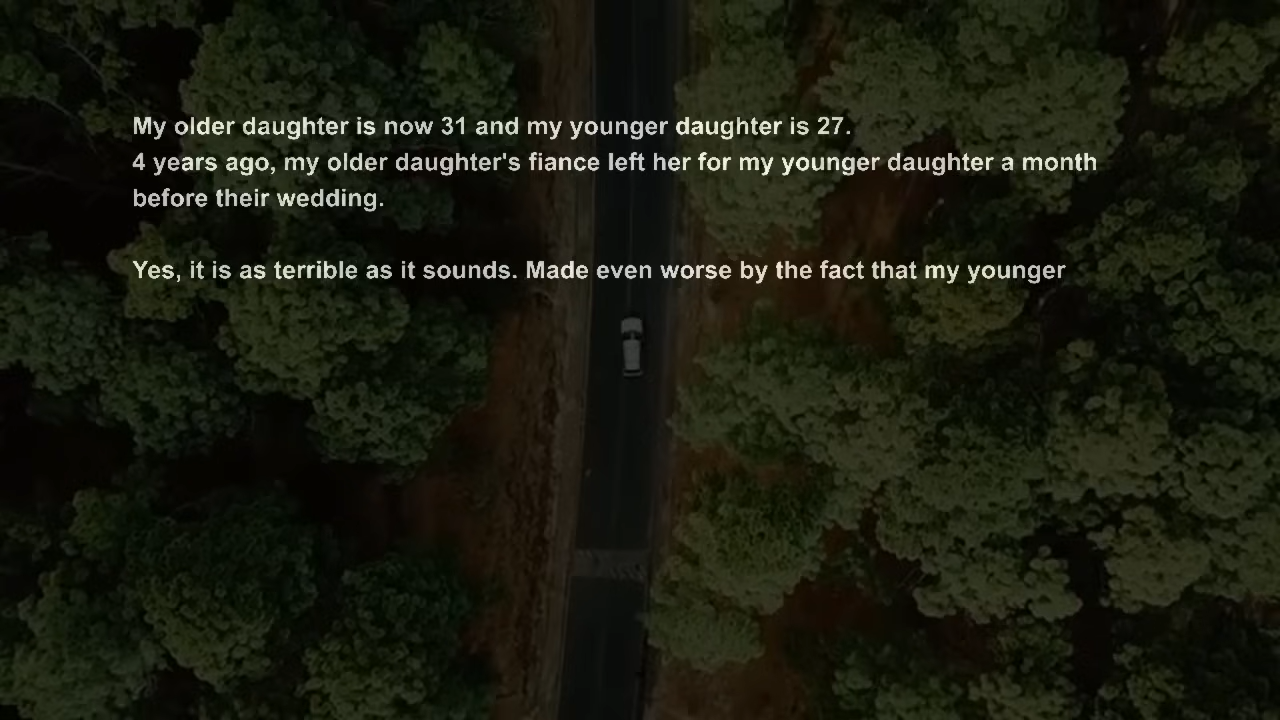 My older daughter is now 31 and my younger daughter is 27.
4 years ago, my older daughter's fiance left her for my younger daughter a month
before their wedding.
Yes, it is as terrible as it sounds. Made even worse by the fact that my younger